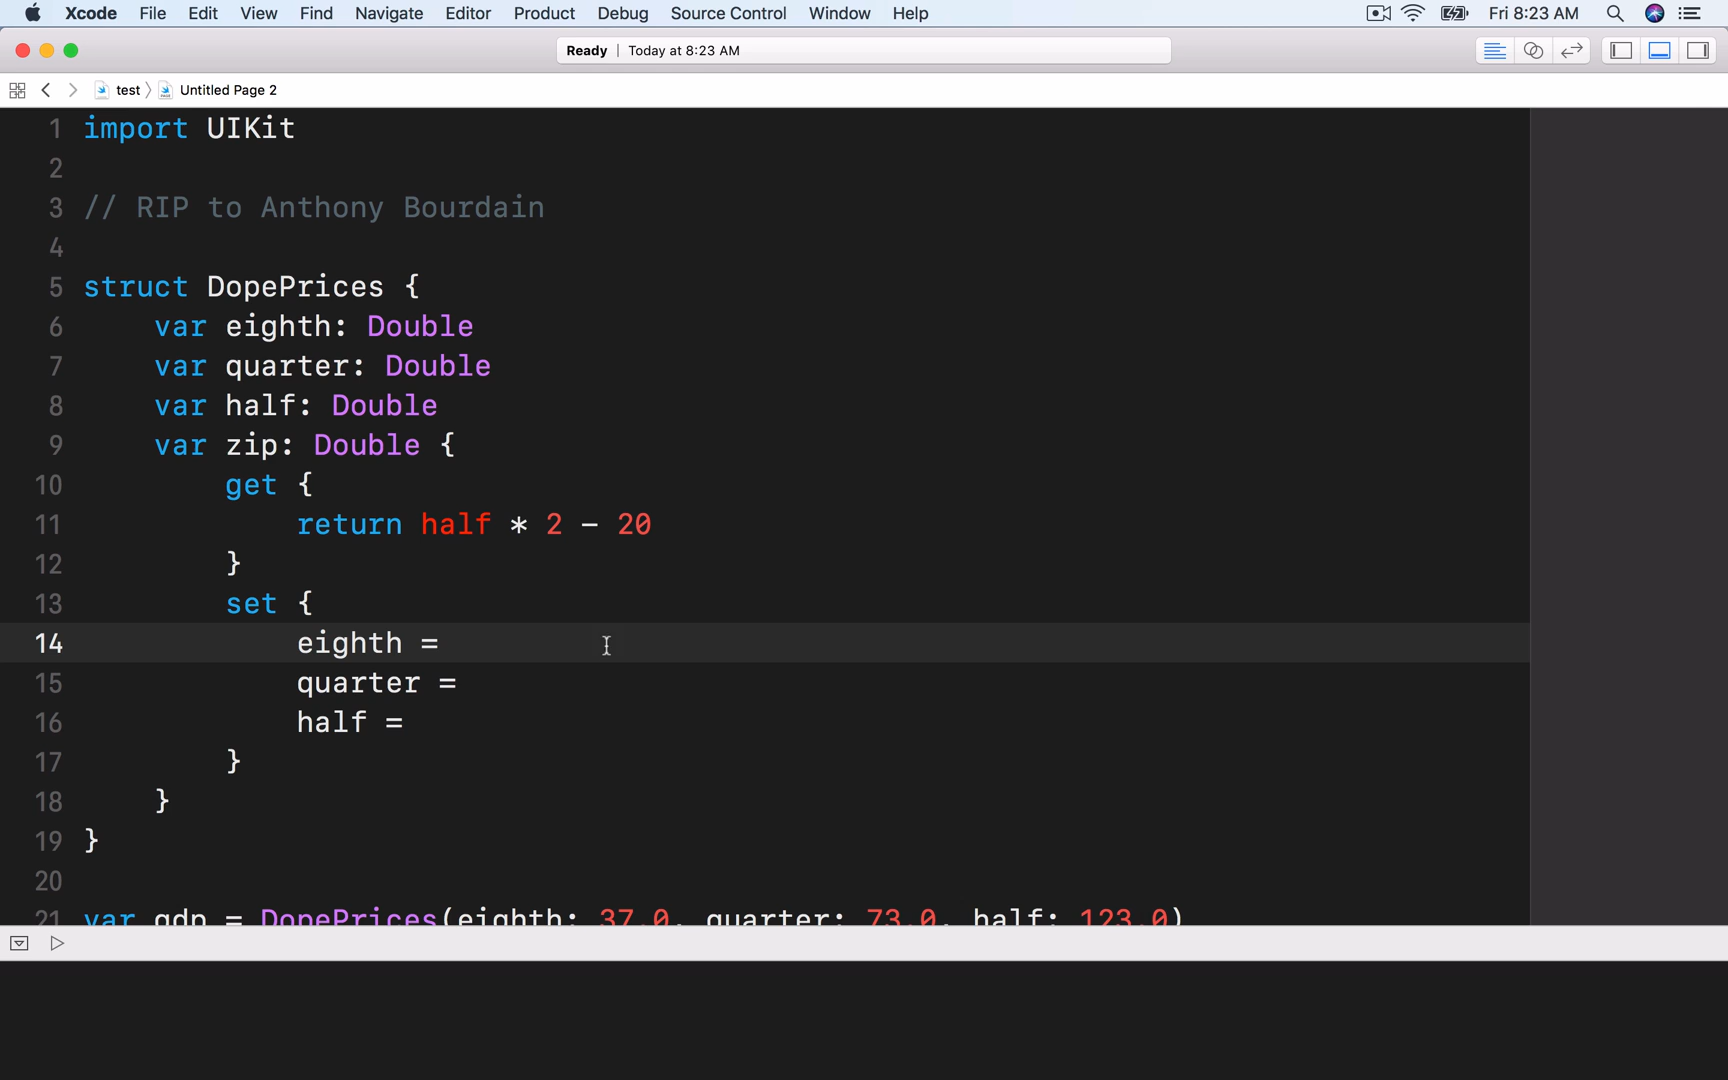 Xcode File Edit View Find Navigate Editor Product Debug Source Control Window Help Fri 8:23 AM
Ready | Today at 8:23 AM
test 〉 Untitled Page 2
1 import UIKit
2
3 // RIP to Anthony Bourdain
4
5 struct DopePrices {
6 var eighth: Double
7 var quarter: Double
8 var half: Double
9 var zip: Double {
10 get {
11 return half * 2 - 20
12 }
13 set {
14 eighth =
15 quarter =
16 half =
17 }
18 }
19 }
20
21 var gdp = DopePrices(eighth: 37.0, quarter: 73.0, half: 123.0)